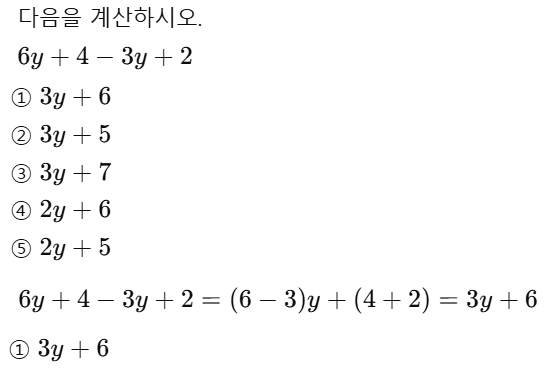 다음을 계산하시오.
6y + 4 − 3y + 2
① 3y + 6
② 3y + 5
③ 3y + 7
④ 2y + 6
⑤ 2y + 5
6y + 4 − 3y + 2 = (6 − 3)y + (4 + 2) = 3y + 6
① 3y + 6